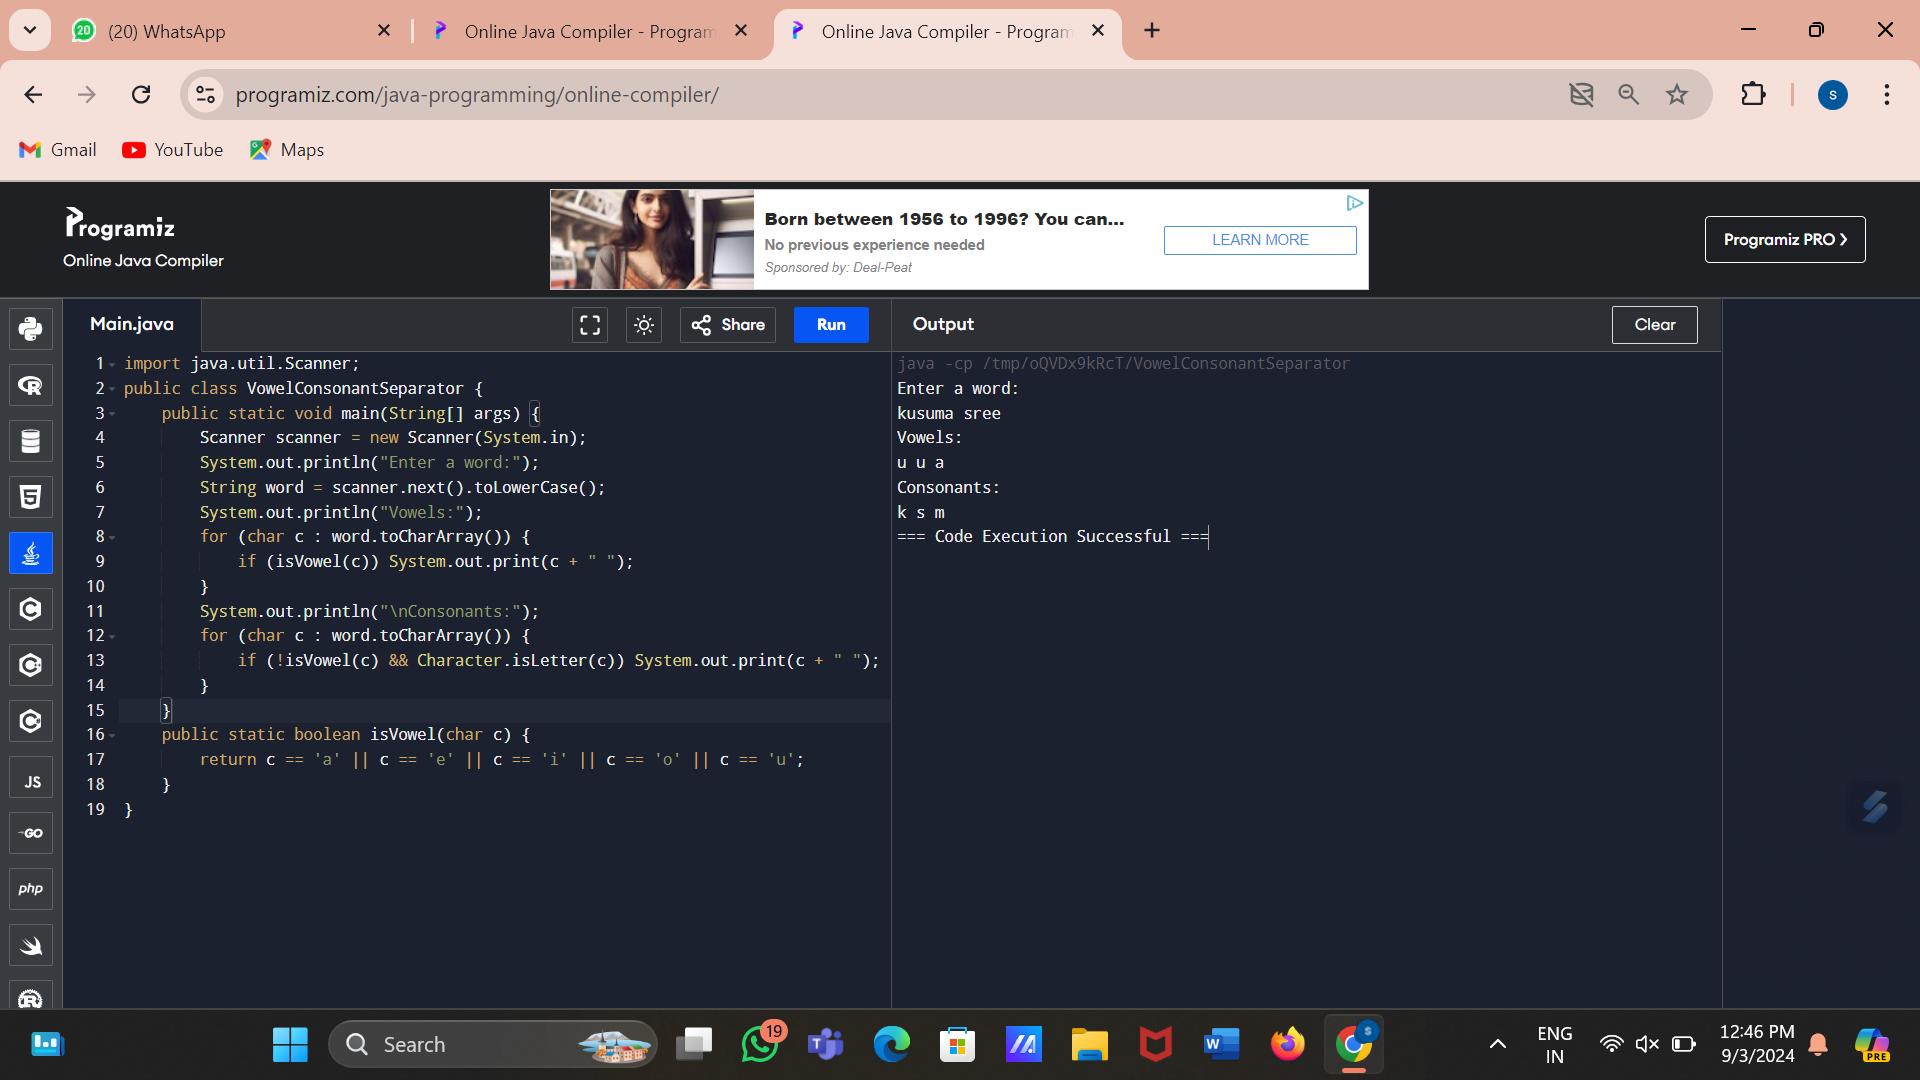 (20) WhatsApp
Online Java Compiler - Program
Online Java Compiler - Program
programiz.com/java-programming/online-compiler/
S
Gmail
YouTube
Maps
Programiz
Online Java Compiler
Born between 1956 to 1996? You can...
No previous experience needed
Sponsored by: Deal-Peat
LEARN MORE
Programiz PRO
Main.java
Share
Run
Output
Clear
1 import java.util.Scanner;
2 public class VowelConsonantSeparator {
3 public static void main(String[] args) {
4 Scanner scanner = new Scanner(System.in);
5 System.out.println("Enter a word:");
6 String word = scanner.next().toLowerCase();
7 System.out.println("Vowels:");
8 for (char c : word.toCharArray()) {
9 if (isVowel(c)) System.out.print(c + " ");
10 }
11 System.out.println("\nConsonants:");
12 for (char c : word.toCharArray()) {
13 if (!isVowel(c) && Character.isLetter(c)) System.out.print(c + " ");
14 }
15 }
16 public static boolean isVowel(char c) {
17 return c == 'a' || c == 'e' || c == 'i' || c == 'o' || c == 'u';
18 }
19 }
java -cp /tmp/oQVDx9kRcT/VowelConsonantSeparator
Enter a word:
kusuma sree
Vowels:
u u a
Consonants:
k s m
=== Code Execution Successful ===
JS
GO
php
Search
19
ENG
IN
12:46 PM
9/3/2024
PRE